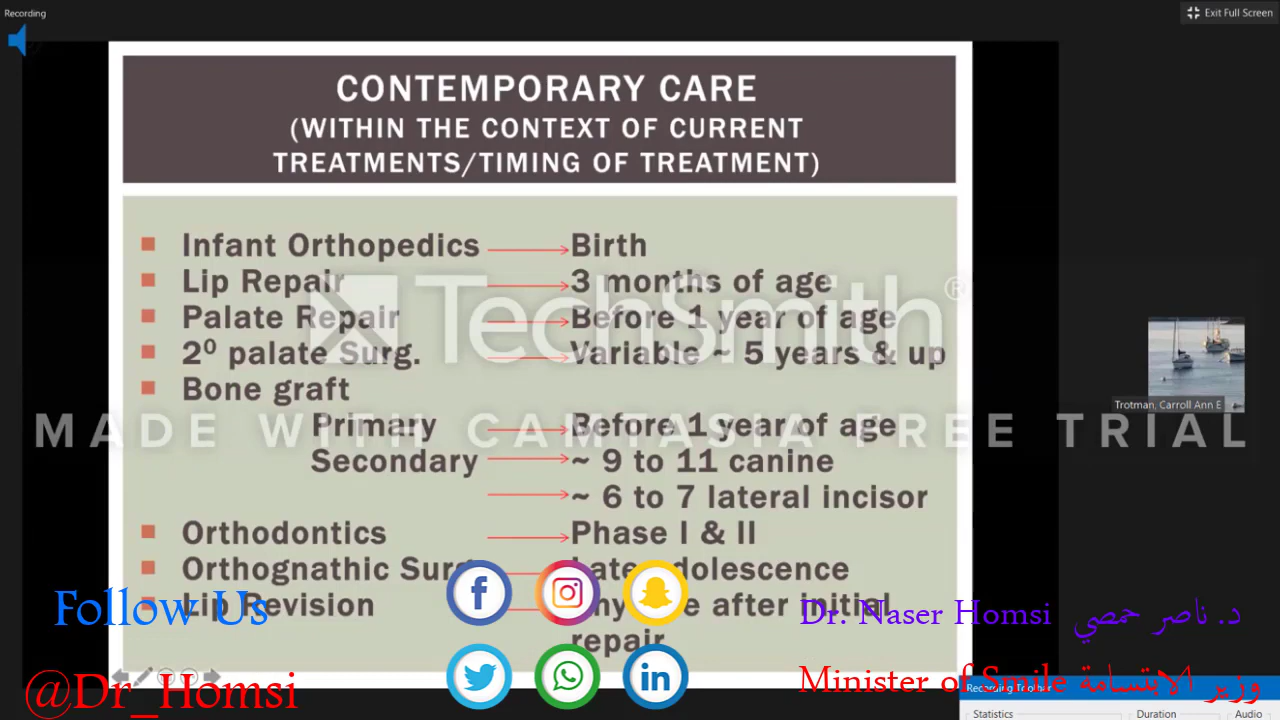 Recording
Exit Full Screen
CONTEMPORARY CARE
(WITHIN THE CONTEXT OF CURRENT
TREATMENTS/TIMING OF TREATMENT)
Infant Orthopedics Birth
Lip Repair 3 months of age
TechSmith®
Palate Repair Before 1 year of age
2⁰ palate Surg. Variable ~ 5 years & up
Bone graft
Trotman, Carroll Ann E
Primary Before 1 year of age
MADE WITH CAMTASIA FREE TRIAL
Secondary ~ 9 to 11 canine
~ 6 to 7 lateral incisor
Orthodontics Phase I & II
Orthognathic Surg adolescence
Lip Revision after initial
repair
Follow Us
Dr. Naser Homsi د. ناصر حمصي
@Dr_Homsi
Minister of Smile وزير الابتسامة
Recording
Statistics Duration Audio